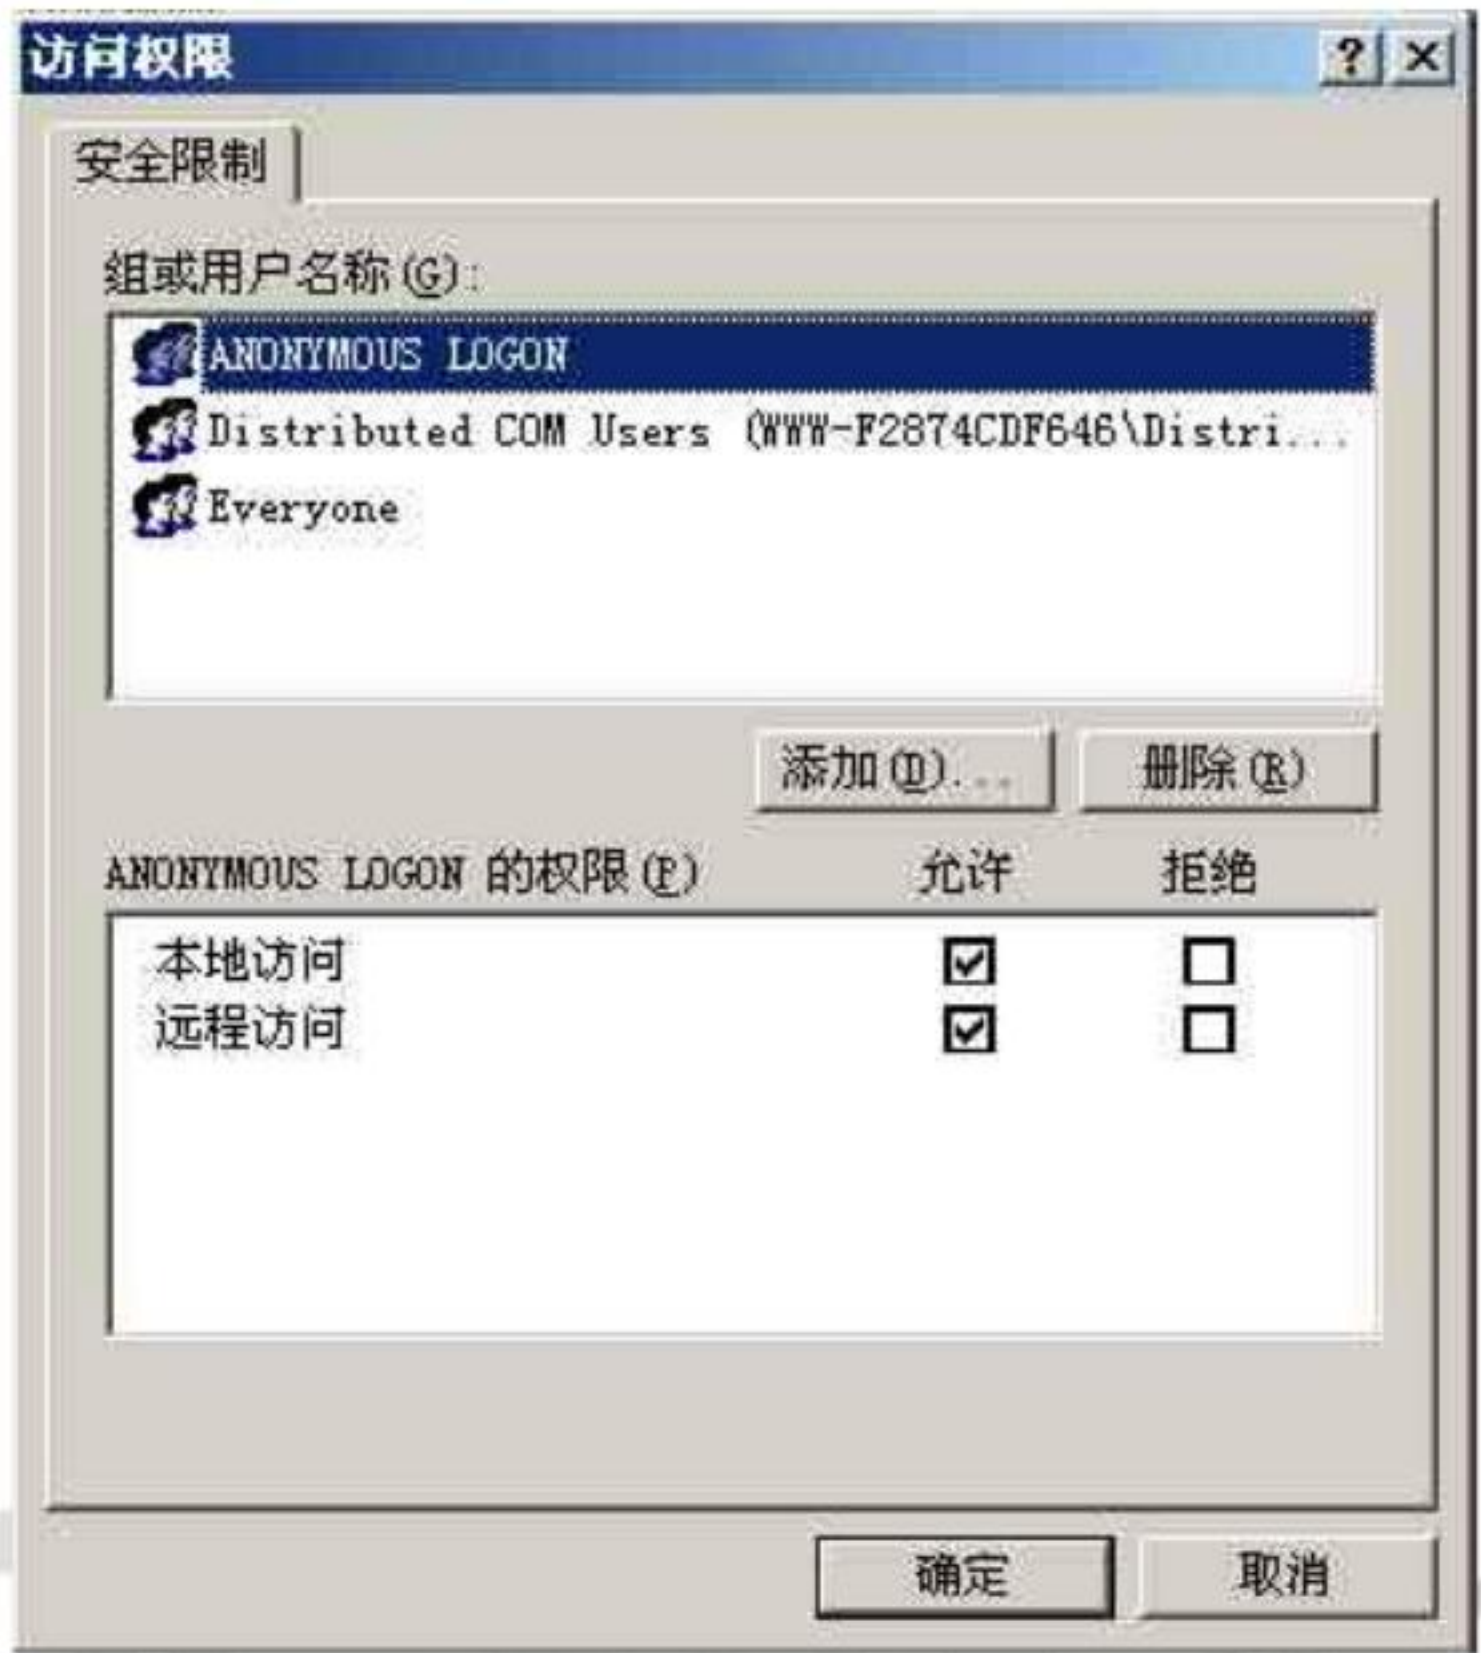 访问权限
安全限制
组或用户名称(G):
ANONYMOUS LOGON
Distributed COM Users (WWW-F2874CDF646\Distri...
Everyone
添加(D)... 删除(R)
ANONYMOUS LOGON 的权限(P) 允许 拒绝
本地访问
远程访问
确定 取消